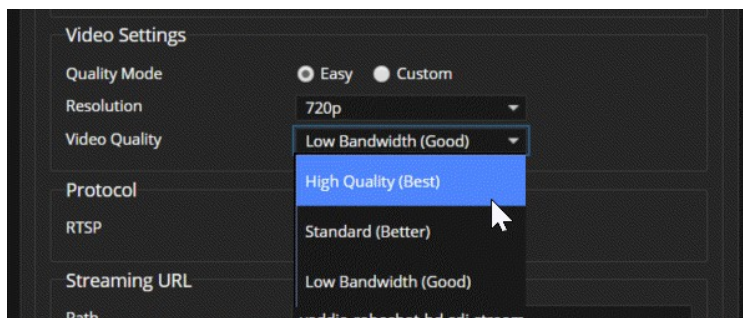 Video Settings
Quality Mode Easy Custom
Resolution 720p
Video Quality Low Bandwidth (Good)
High Quality (Best)
Protocol
RTSP Standard (Better)
Streaming URL Low Bandwidth (Good)
Path